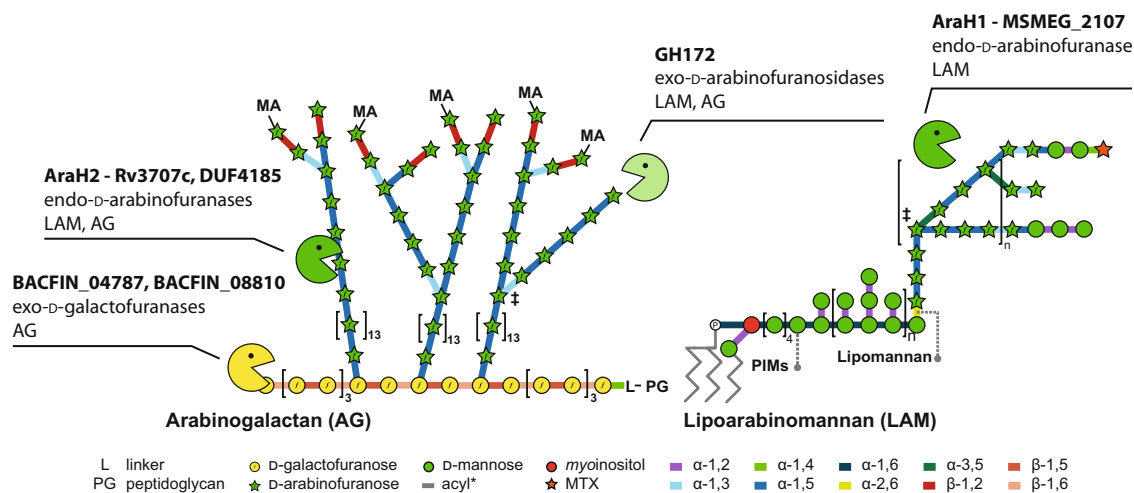 AraH1 - MSMEG_2107
endo-D-arabinofuranase
LAM
GH172
exo-D-arabinofuranosidases
LAM, AG
MA
MA
MA
MA
MA
AraH2 - Rv3707c, DUF4185
endo-D-arabinofuranases
LAM, AG
BACFIN_04787, BACFIN_08810
exo-D-galactofuranases
AG
‡
‡
n
13
13
13
P
4
n
PIMs
Lipomannan
3
3
L– PG
Arabinogalactan (AG)
Lipoarabinomannan (LAM)
L linker D-galactofuranose D-mannose myoinositol α-1,2 α-1,4 α-1,6 α-3,5 β-1,5
PG peptidoglycan D-arabinofuranose acyl* MTX α-1,3 α-1,5 α-2,6 β-1,2 β-1,6